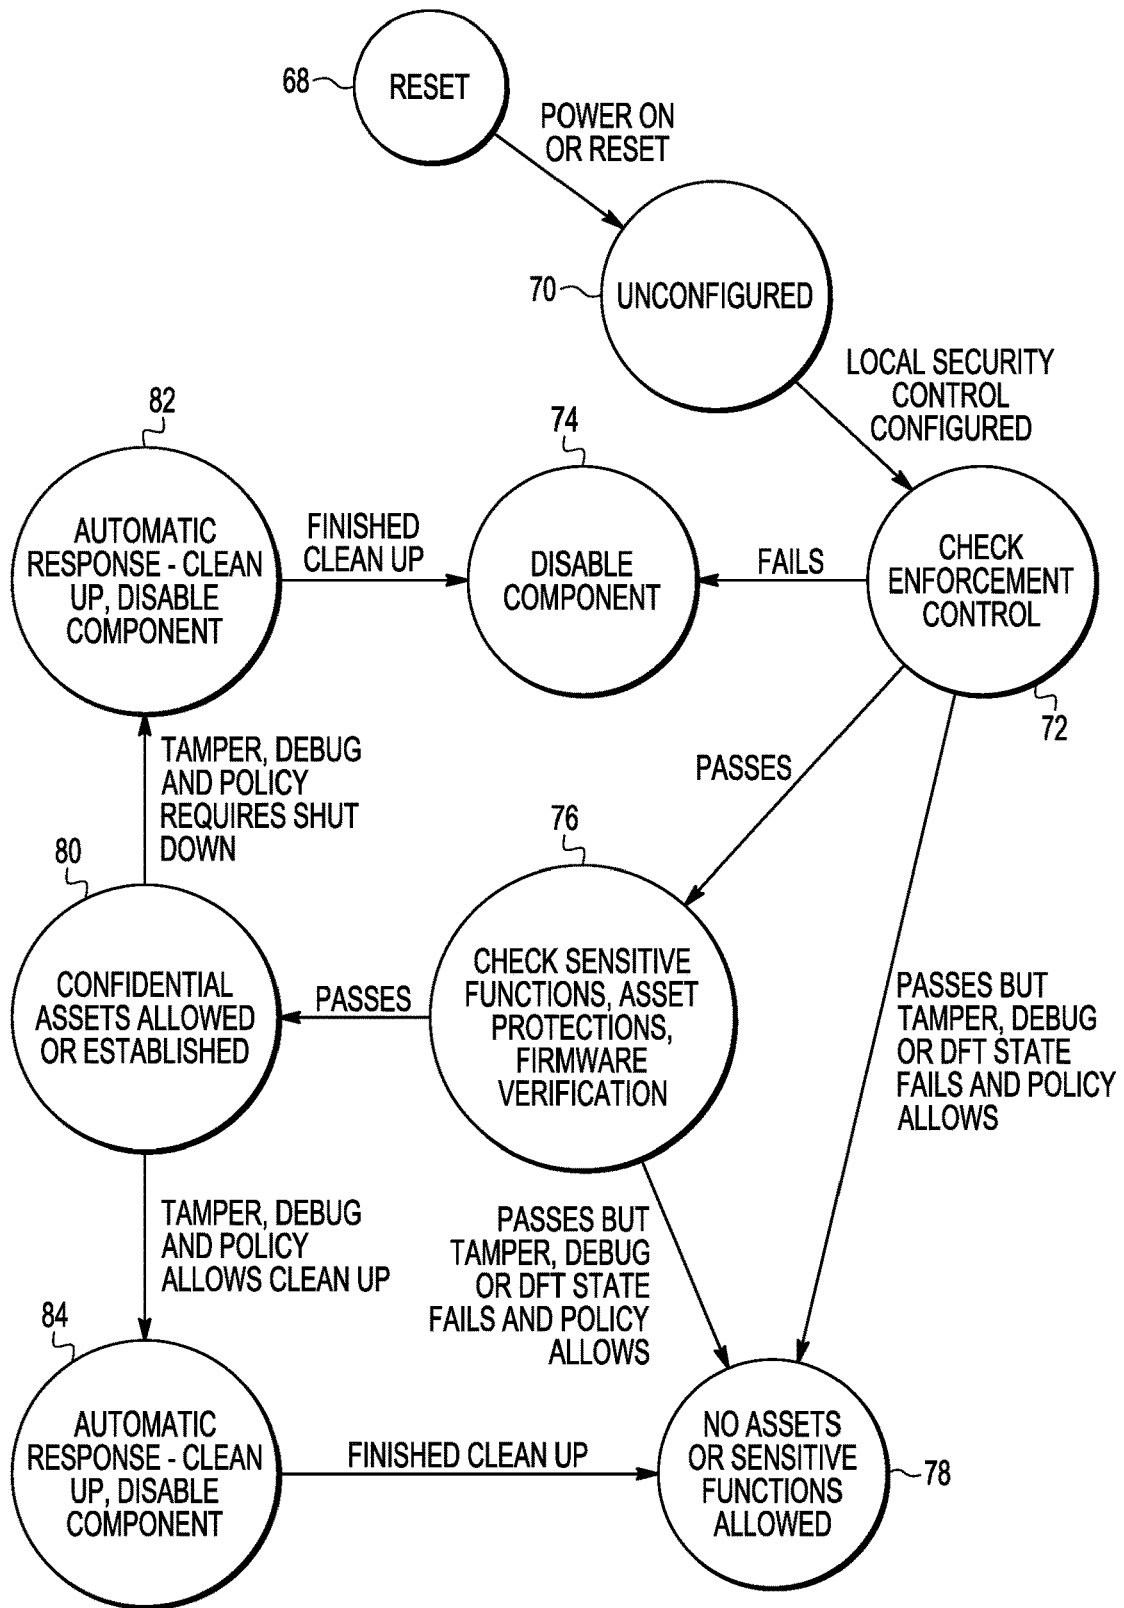 68
RESET
POWER ON
OR RESET
70
UNCONFIGURED
LOCAL SECURITY
CONTROL
CONFIGURED
82
AUTOMATIC
RESPONSE - CLEAN
UP, DISABLE
COMPONENT
FINISHED
CLEAN UP
74
DISABLE
COMPONENT
FAILS
CHECK
ENFORCEMENT
CONTROL
72
TAMPER, DEBUG
AND POLICY
REQUIRES SHUT
DOWN
PASSES
80
CONFIDENTIAL
ASSETS ALLOWED
OR ESTABLISHED
PASSES
76
CHECK SENSITIVE
FUNCTIONS, ASSET
PROTECTIONS,
FIRMWARE
VERIFICATION
PASSES BUT
TAMPER, DEBUG
OR DFT STATE
FAILS AND POLICY
ALLOWS
TAMPER, DEBUG
AND POLICY
ALLOWS CLEAN UP
PASSES BUT
TAMPER, DEBUG
OR DFT STATE
FAILS AND POLICY
ALLOWS
84
AUTOMATIC
RESPONSE - CLEAN
UP, DISABLE
COMPONENT
FINISHED CLEAN UP
NO ASSETS
OR SENSITIVE
FUNCTIONS
ALLOWED
78